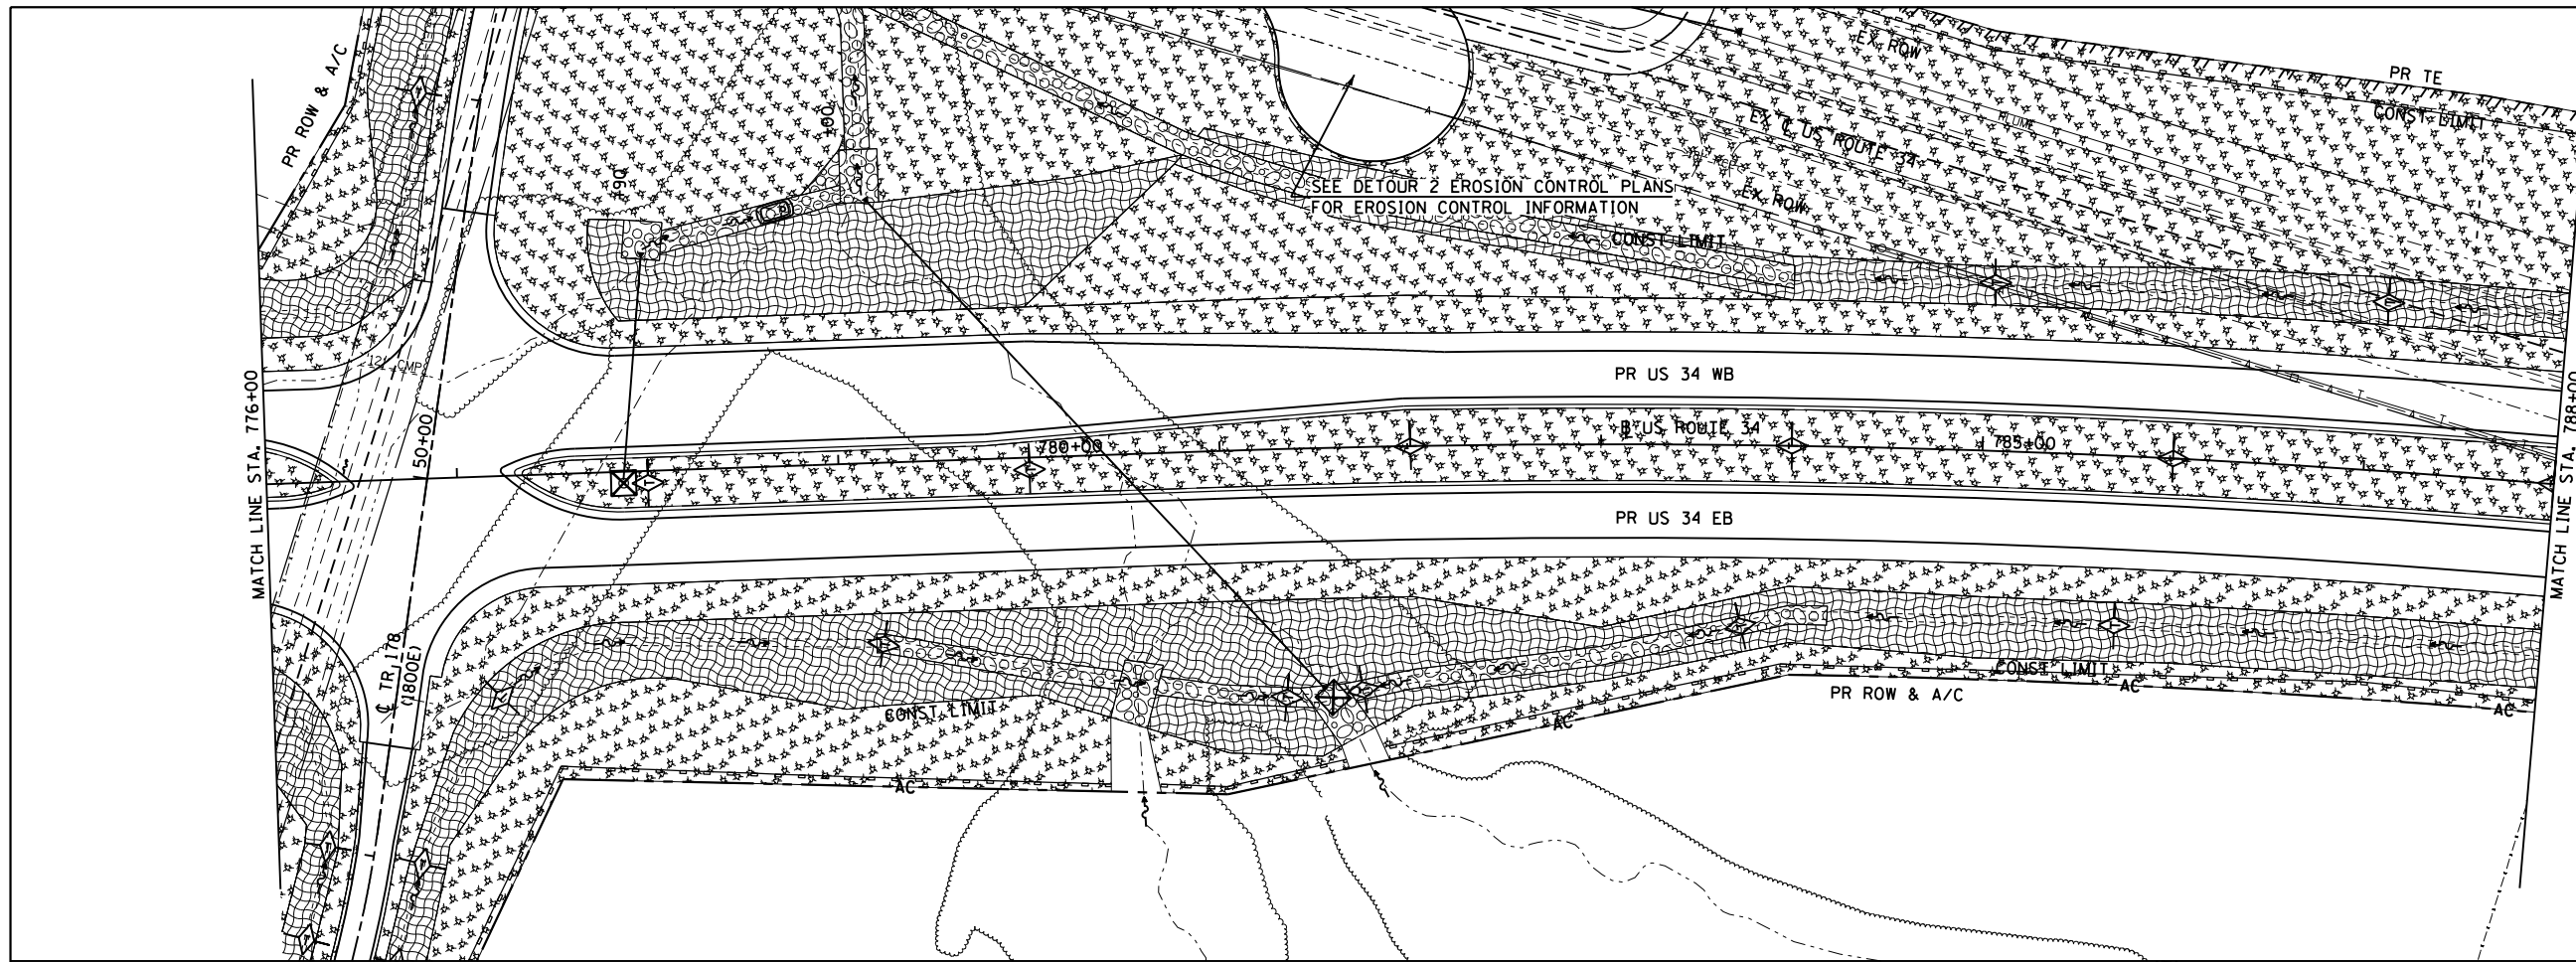 PR ROW & A/C
EX ROW
PR TE
CONST LIMIT
EX ℄ US ROUTE 34
EX ROW
SEE DETOUR 2 EROSION CONTROL PLANS
FOR EROSION CONTROL INFORMATION
CONST LIMIT
12" CMP
PR US 34 WB
MATCH LINE STA. 776+00
50+00
780+00
US ROUTE 34
785+00
MATCH LINE STA. 788+00
PR US 34 EB
℄ TR 178
(1800E)
CONST LIMIT
CONST LIMIT
AC
PR ROW & A/C
AC
AC
AC